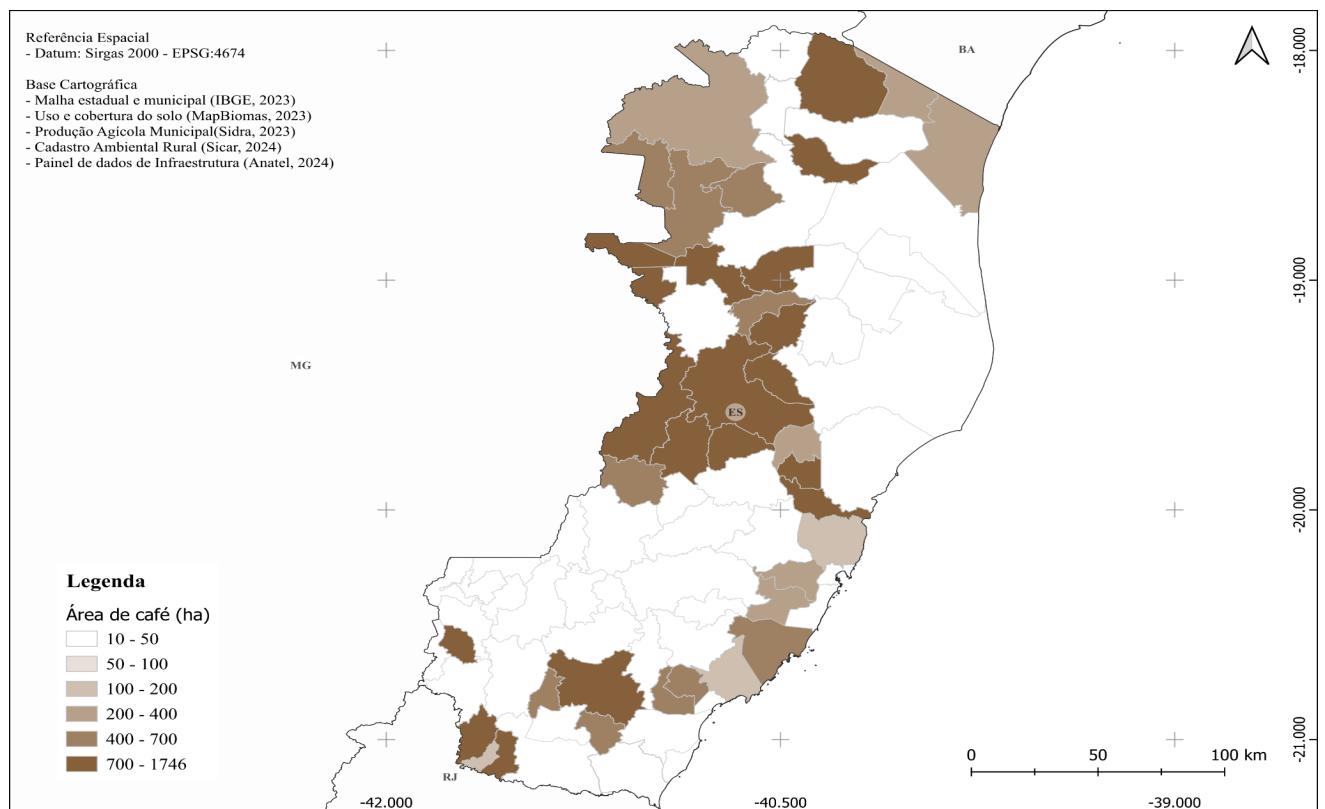 Referência Espacial
- Datum: Sirgas 2000 - EPSG:4674
Base Cartográfica
- Malha estadual e municipal (IBGE, 2023)
- Uso e cobertura do solo (MapBiomas, 2023)
- Produção Agícola Municipal(Sidra, 2023)
- Cadastro Ambiental Rural (Sicar, 2024)
- Painel de dados de Infraestrutura (Anatel, 2024)
BA
-18.000
-19.000
MG
ES
-20.000
Legenda
Área de café (ha)
10 - 50
50 - 100
100 - 200
200 - 400
400 - 700
700 - 1746
RJ
0 50 100 km
-21.000
-42.000 -40.500 -39.000